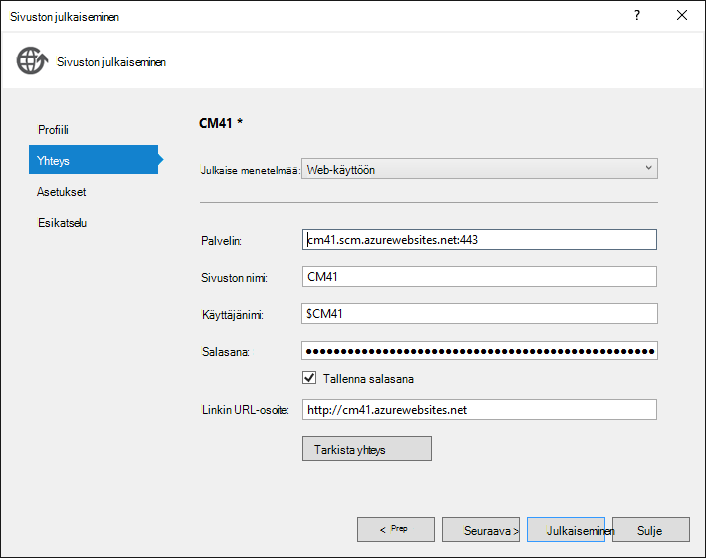 Sivuston julkaiseminen
?
Sivuston julkaiseminen
Profiili
Yhteys
Asetukset
Esikatselu
CM41 *
Julkaise menetelmää: Web-käyttöön
Palvelin: cm41.scm.azurewebsites.net:443
Sivuston nimi: CM41
Käyttäjänimi: $CM41
Salasana: ●●●●●●●●●●●●●●●●●●●●●●●●●●●●●●●●●●●●●●●●●●●●●●●●●●
Tallenna salasana
Linkin URL-osoite: http://cm41.azurewebsites.net
Tarkista yhteys
< Prep Seuraava > Julkaiseminen Sulje